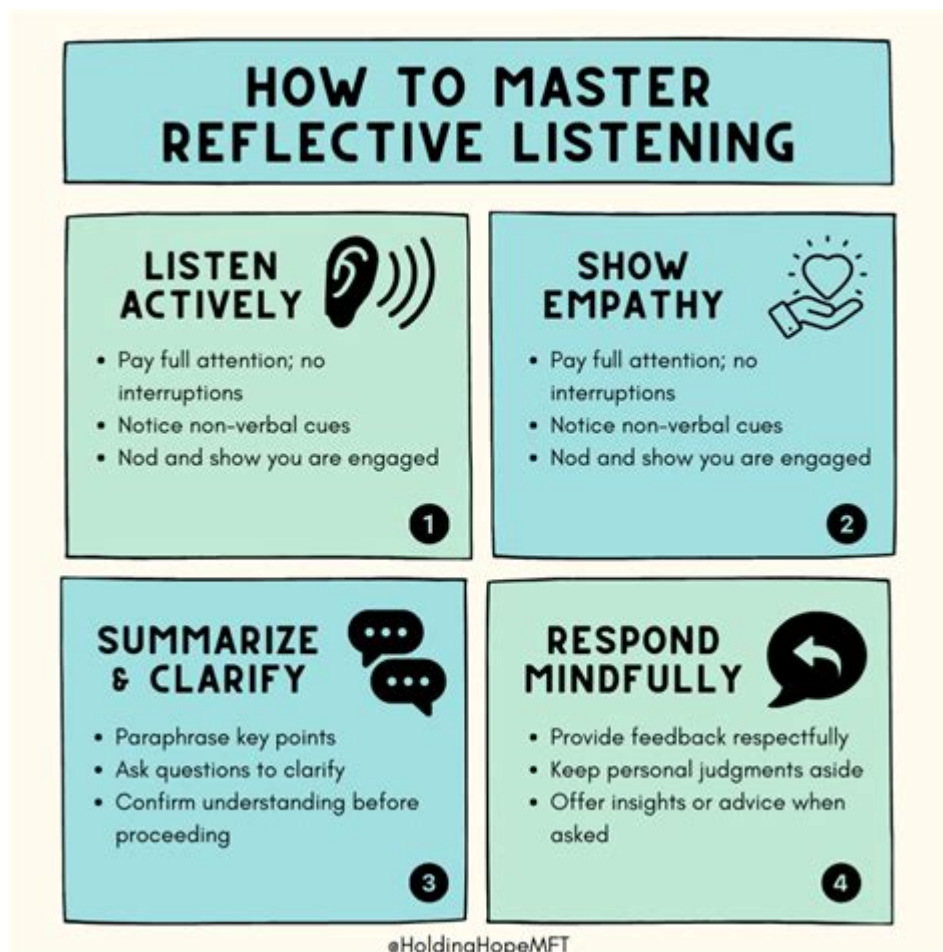 HOW TO MASTER
REFLECTIVE LISTENING
LISTEN
ACTIVELY
• Pay full attention; no
interruptions
• Notice non-verbal cues
• Nod and show you are engaged
1
SHOW
EMPATHY
• Pay full attention; no
interruptions
• Notice non-verbal cues
• Nod and show you are engaged
2
SUMMARIZE
& CLARIFY
• Paraphrase key points
• Ask questions to clarify
• Confirm understanding before
proceeding
3
RESPOND
MINDFULLY
• Provide feedback respectfully
• Keep personal judgments aside
• Offer insights or advice when
asked
4
@HoldingHopeMFT